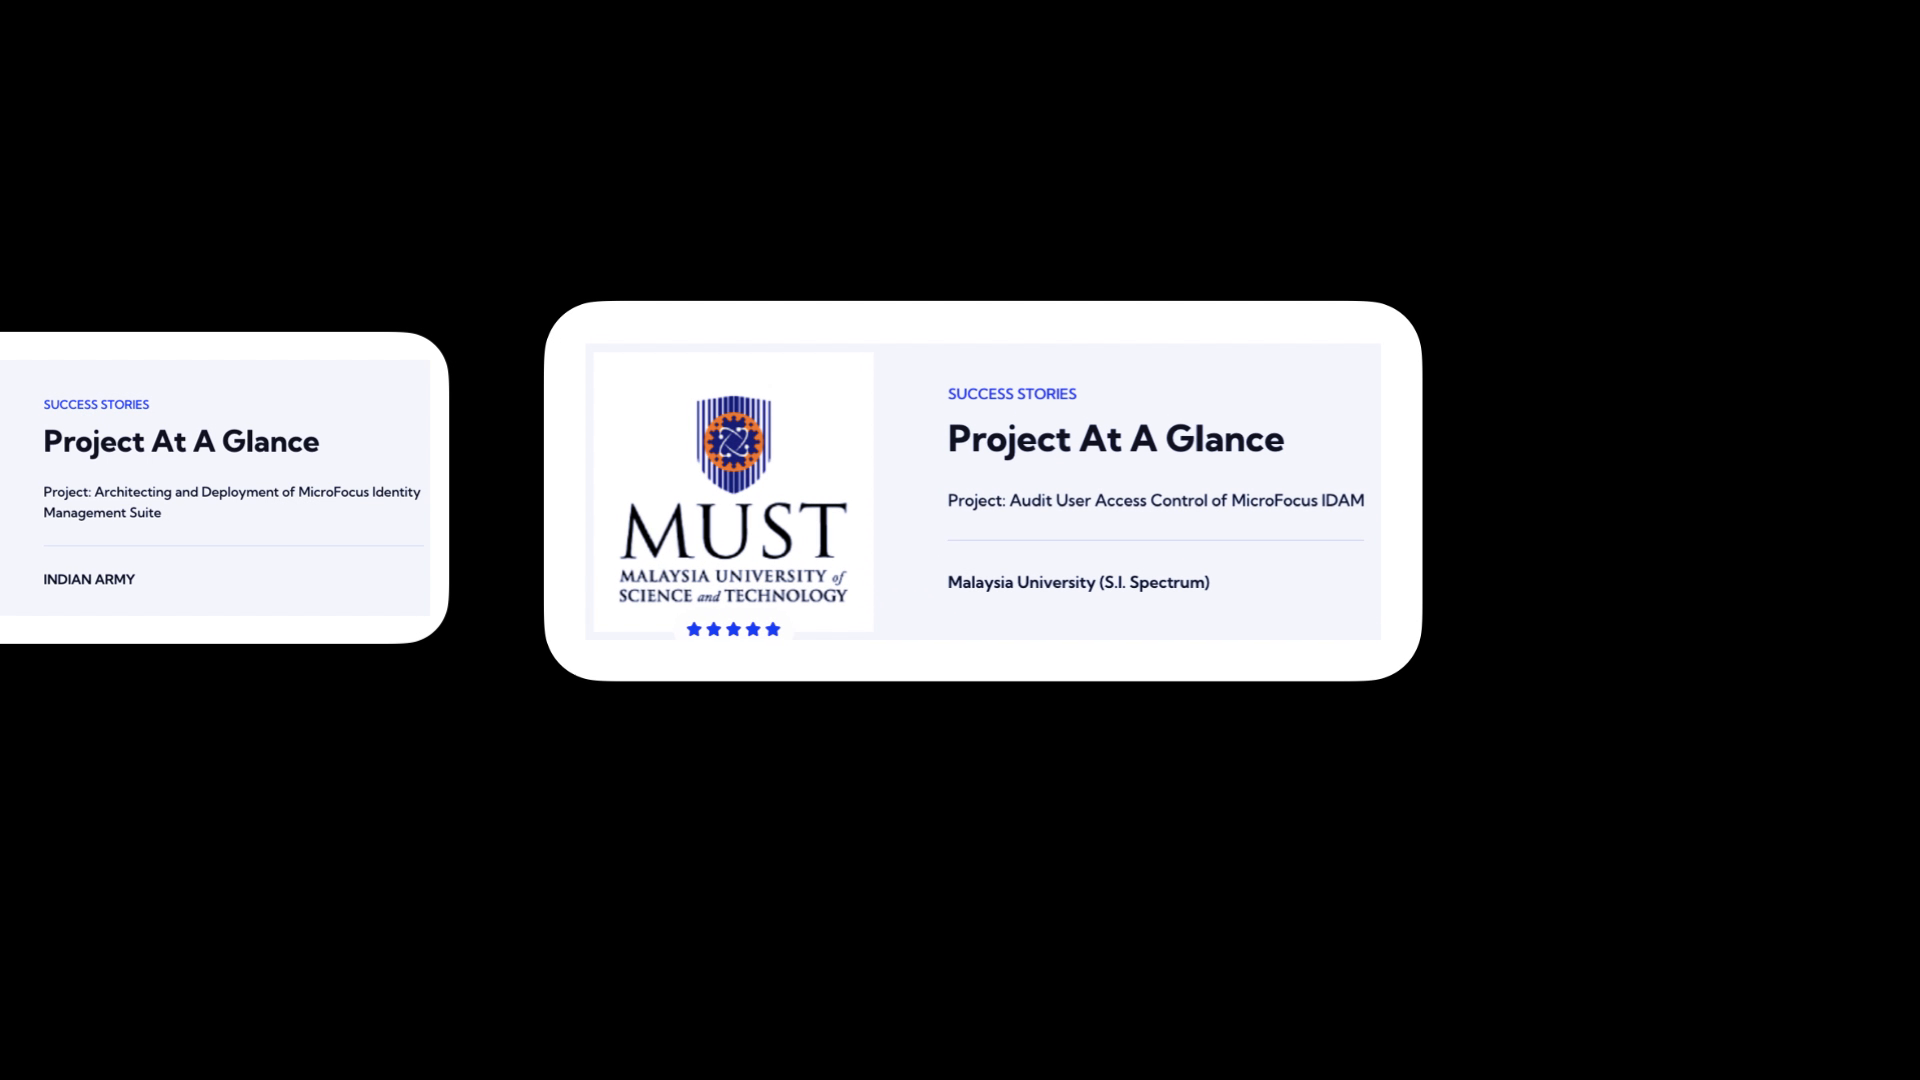 SUCCESS STORIES
Project At A Glance
Project: Architecting and Deployment of MicroFocus Identity
Management Suite
INDIAN ARMY
MUST
MALAYSIA UNIVERSITY of
SCIENCE and TECHNOLOGY
SUCCESS STORIES
Project At A Glance
Project: Audit User Access Control of MicroFocus IDAM
Malaysia University (S.I. Spectrum)